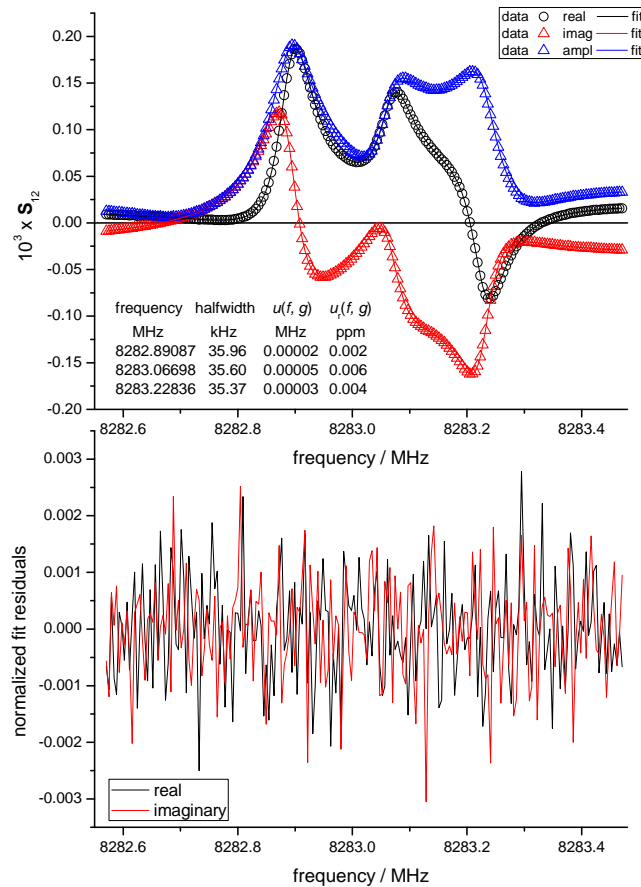 data real fit
data imag fit
data ampl fit
10³ x S₁₂
0.20
0.15
0.10
0.05
0.00
-0.05
-0.10
-0.15
-0.20
frequency halfwidth u(f, g) uᵣ(f, g)
MHz kHz MHz ppm
8282.89087 35.96 0.00002 0.002
8283.06698 35.60 0.00005 0.006
8283.22836 35.37 0.00003 0.004
8282.6 8282.8 8283.0 8283.2 8283.4
frequency / MHz
normalized fit residuals
0.003
0.002
0.001
0.000
-0.001
-0.002
-0.003
real
imaginary
8282.6 8282.8 8283.0 8283.2 8283.4
frequency / MHz